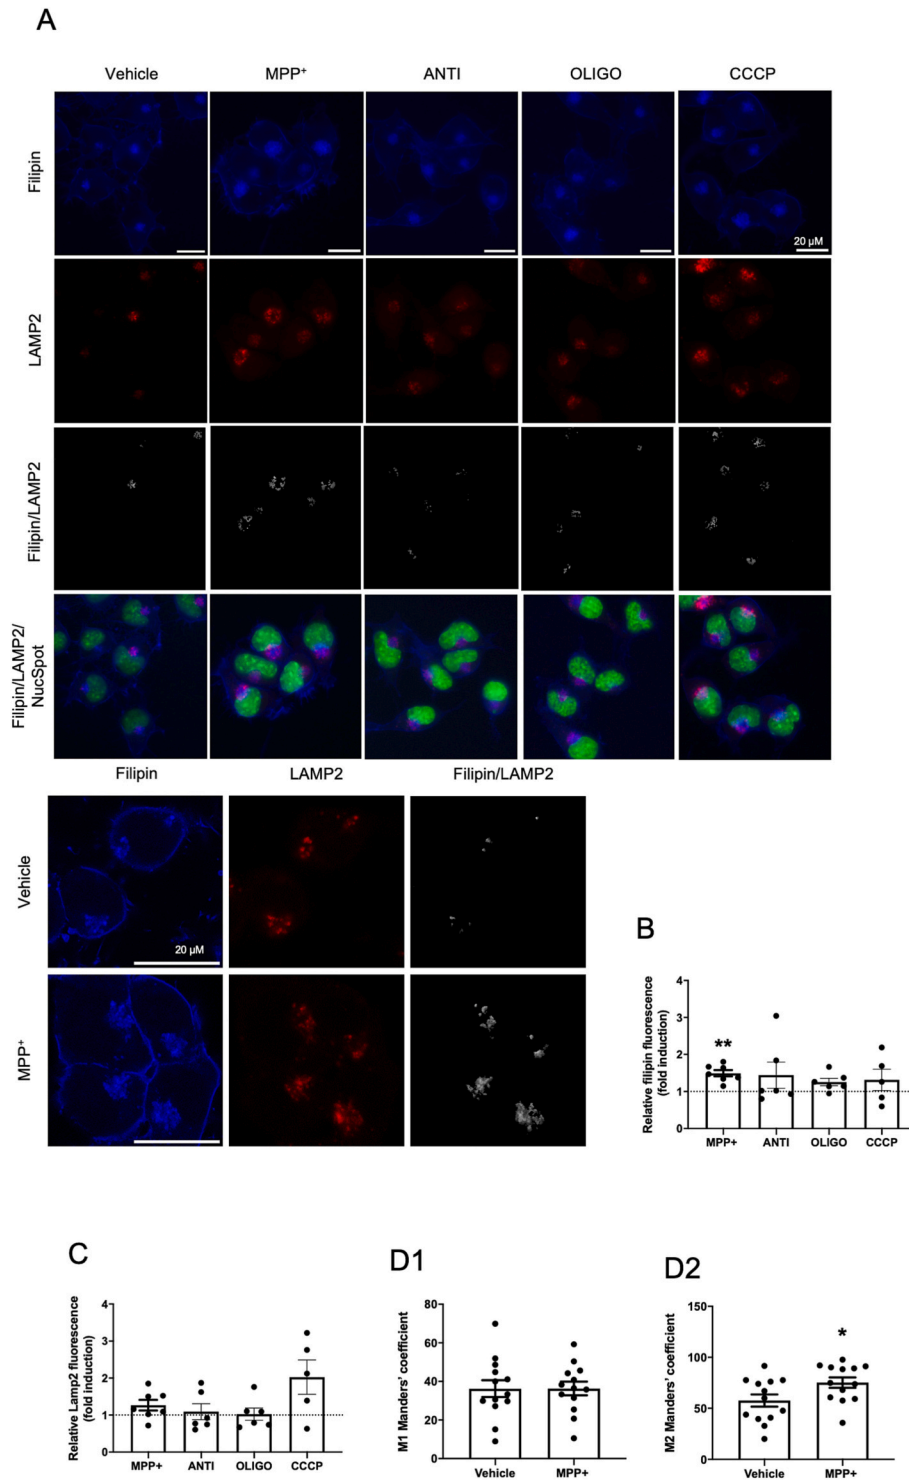 A
Vehicle MPP⁺ ANTI OLIGO CCCP
Filipin
20 µM
LAMP2
Filipin/LAMP2
Filipin/LAMP2/
NucSpot
Filipin LAMP2 Filipin/LAMP2
Vehicle
20 µM
MPP⁺
B
Relative filipin fluorescence
(fold induction)
4
3
2
1
0
**
MPP+ ANTI OLIGO CCCP
C
Relative Lamp2 fluorescence
(fold induction)
4
3
2
1
0
MPP+ ANTI OLIGO CCCP
D1
M1 Manders' coefficient
80
60
40
20
0
Vehicle MPP+
D2
M2 Manders' coefficient
150
100
50
0
*
Vehicle MPP+